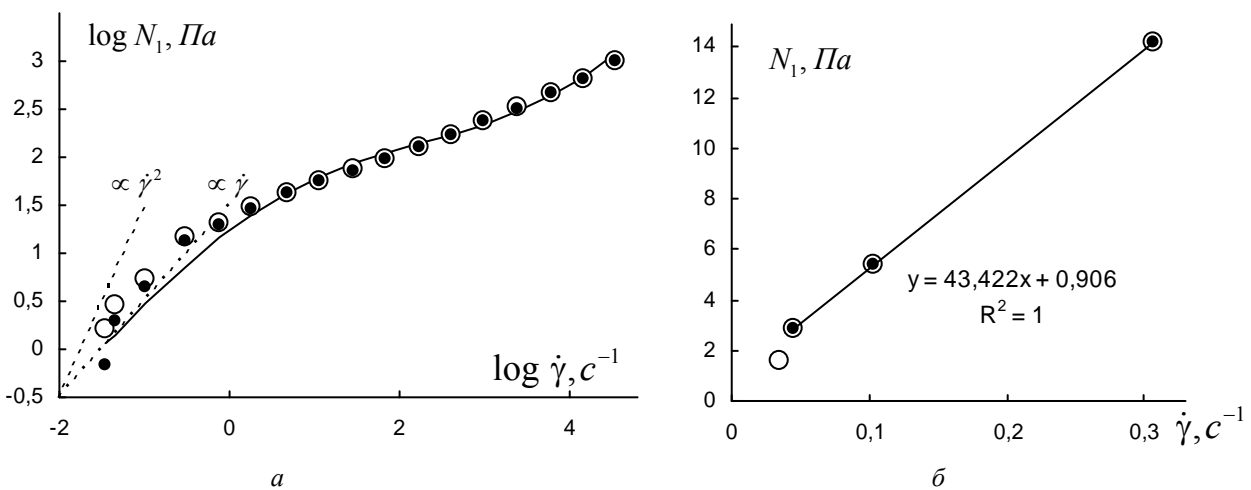 log N₁, Па
3
2,5
2
1,5
1
0,5
0
-0,5
∝ γ̇²
∝ γ̇
log γ̇, с⁻¹
-2
0
2
4
а
N₁, Па
14
12
10
8
6
4
2
0
y = 43,422x + 0,906
R² = 1
0
0,1
0,2
0,3
γ̇, с⁻¹
б